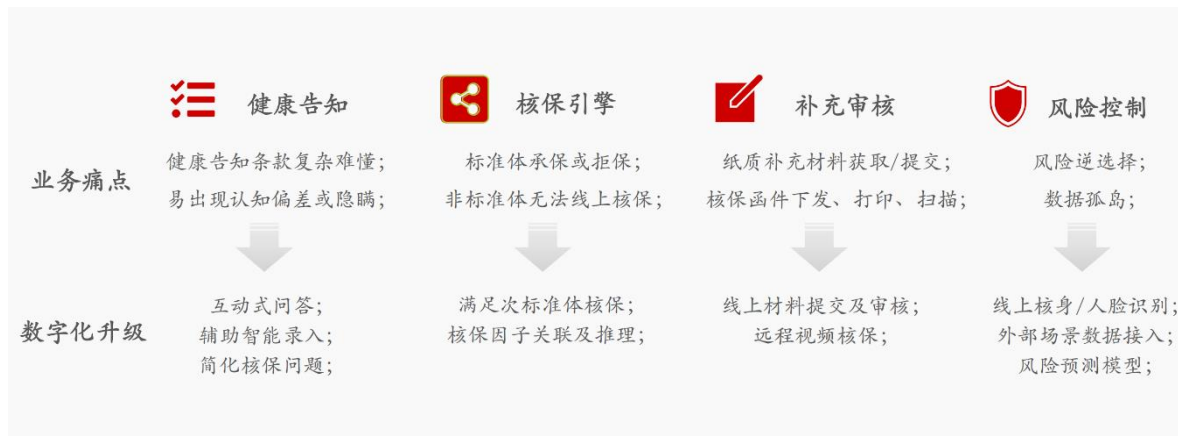 健康告知
核保引擎
补充审核
风险控制
业务痛点
健康告知条款复杂难懂;
易出现认知偏差或隐瞒;
标准体承保或拒保;
非标准体无法线上核保;
纸质补充材料获取/提交;
核保函件下发、打印、扫描;
风险逆选择;
数据孤岛;
数字化升级
互动式问答;
辅助智能录入;
简化核保问题;
满足次标准体核保;
核保因子关联及推理;
线上材料提交及审核;
远程视频核保;
线上核身/人脸识别;
外部场景数据接入;
风险预测模型;